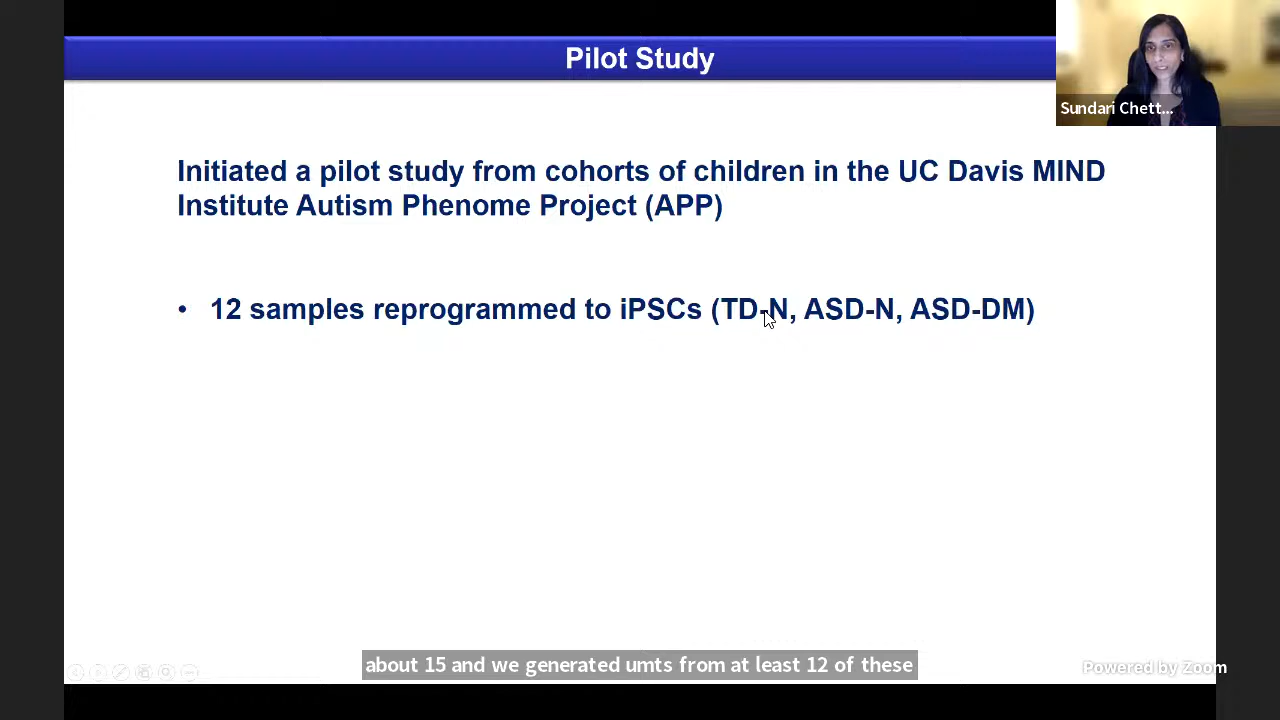 Pilot Study
Sundari Chett...
Initiated a pilot study from cohorts of children in the UC Davis MIND
Institute Autism Phenome Project (APP)
• 12 samples reprogrammed to iPSCs (TD-N, ASD-N, ASD-DM)
about 15 and we generated umts from at least 12 of these
Powered by Zoom